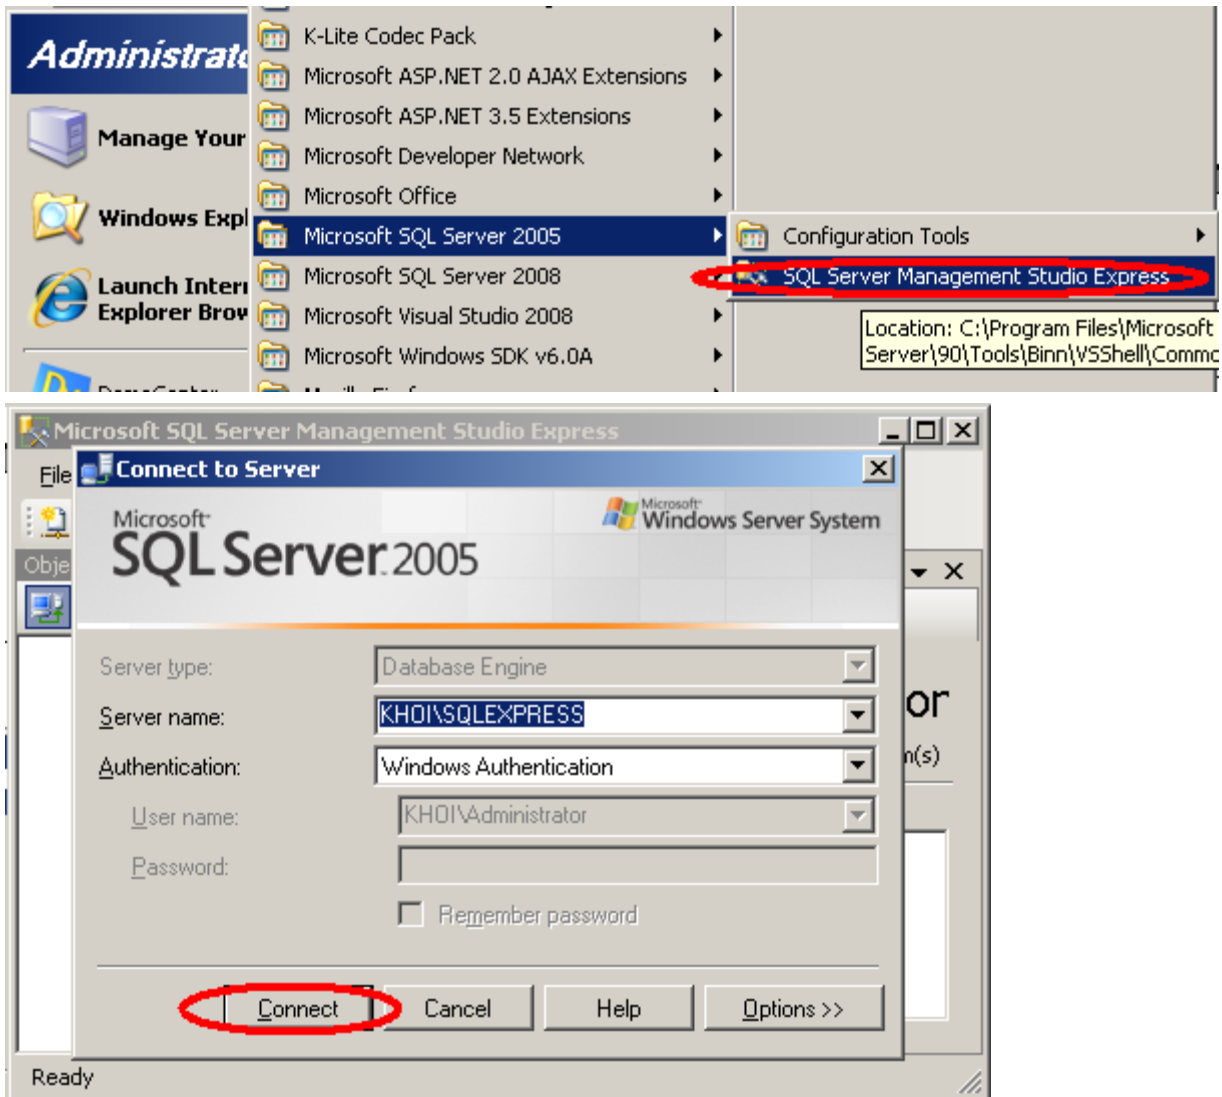 Administrat
K-Lite Codec Pack
Microsoft ASP.NET 2.0 AJAX Extensions
Microsoft ASP.NET 3.5 Extensions
Manage Your
Microsoft Developer Network
Microsoft Office
Windows Expl
Microsoft SQL Server 2005
Configuration Tools
Microsoft SQL Server 2008
SQL Server Management Studio Express
Launch Inter
Explorer Brow
Microsoft Visual Studio 2008
Location: C:\Program Files\Microsoft
Server\90\Tools\Binn\VSShell\Commo
Microsoft Windows SDK v6.0A
Microsoft SQL Server Management Studio Express
File
Connect to Server
Microsoft
SQL Server 2005
Microsoft
Windows Server System
Obje
Server type:
Database Engine
Server name:
KHOI\SQLEXPRESS
or
Authentication:
Windows Authentication
n(s)
User name:
KHOI\Administrator
Password:
Remember password
Connect
Cancel
Help
Options >>
Ready